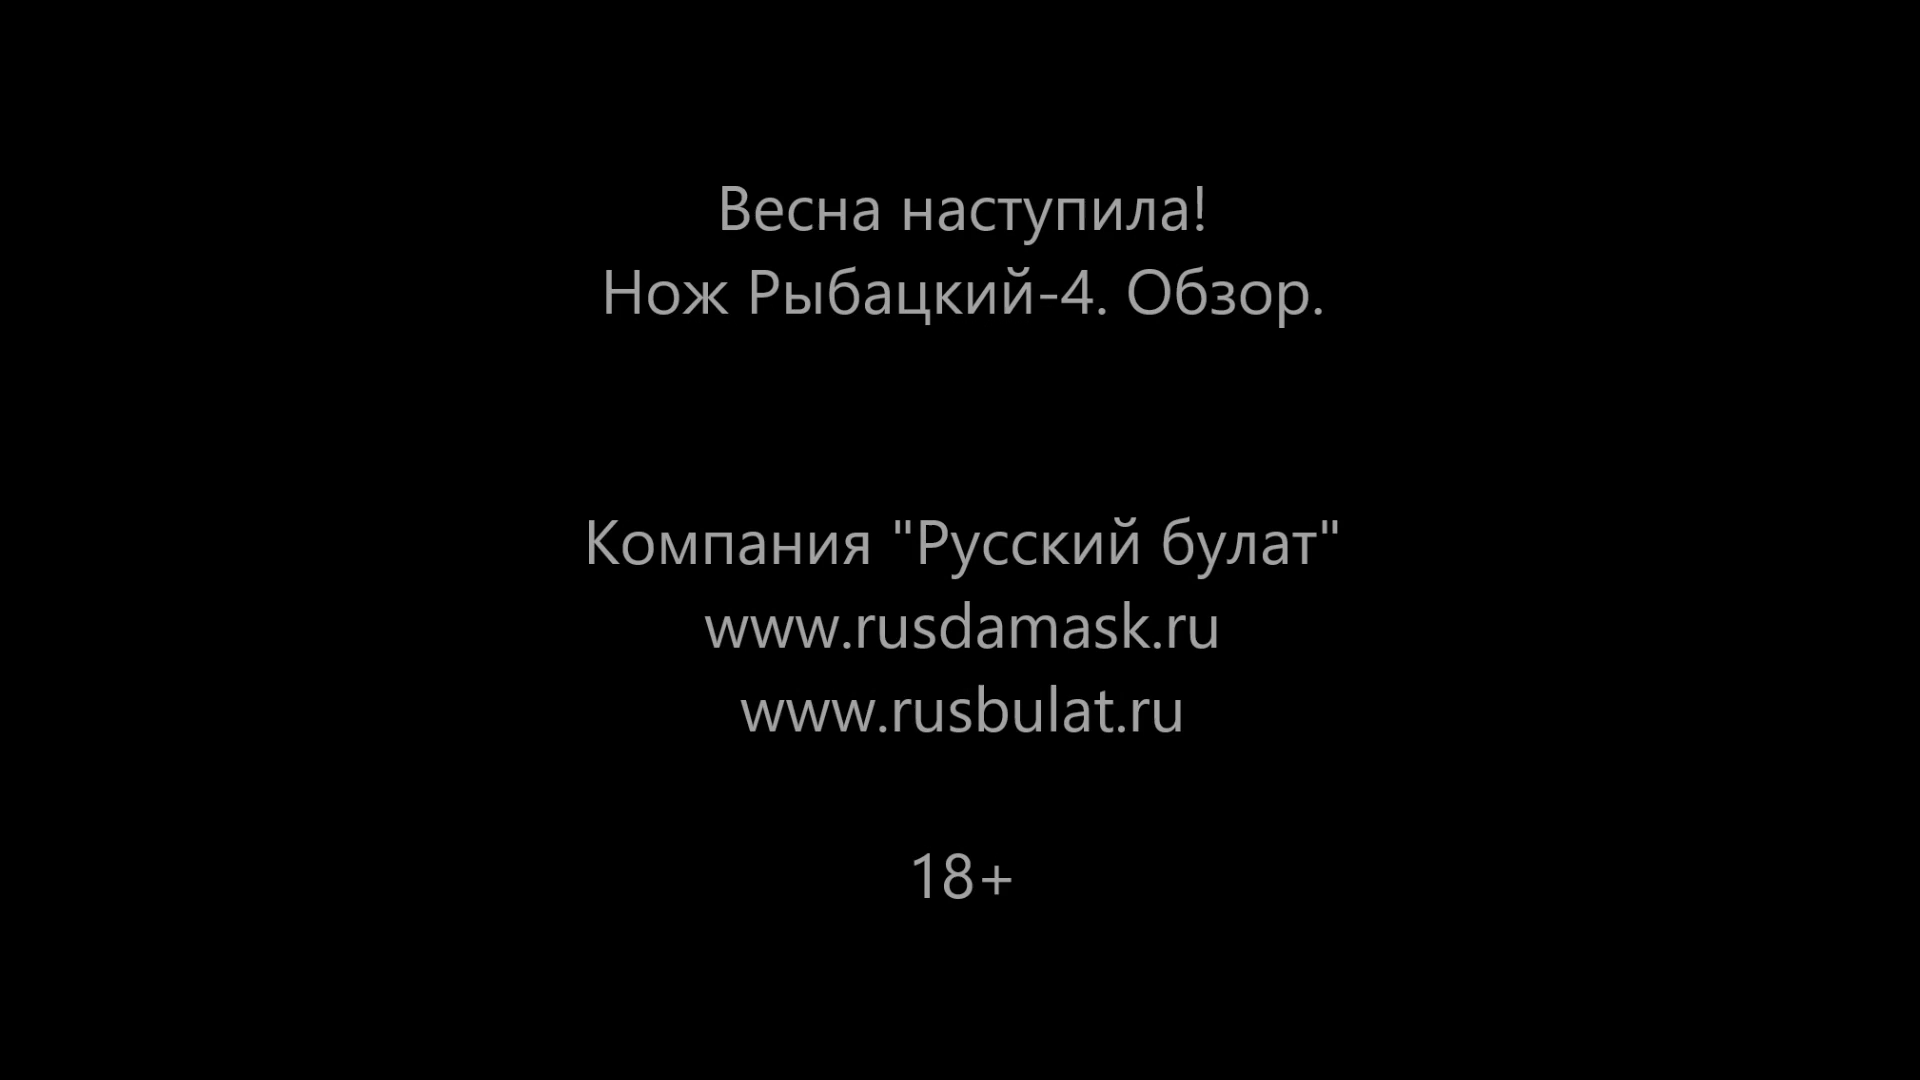 Весна наступила!
Нож Рыбацкий-4. Обзор.
Компания "Русский булат"
www.rusdamask.ru
www.rusbulat.ru
18+